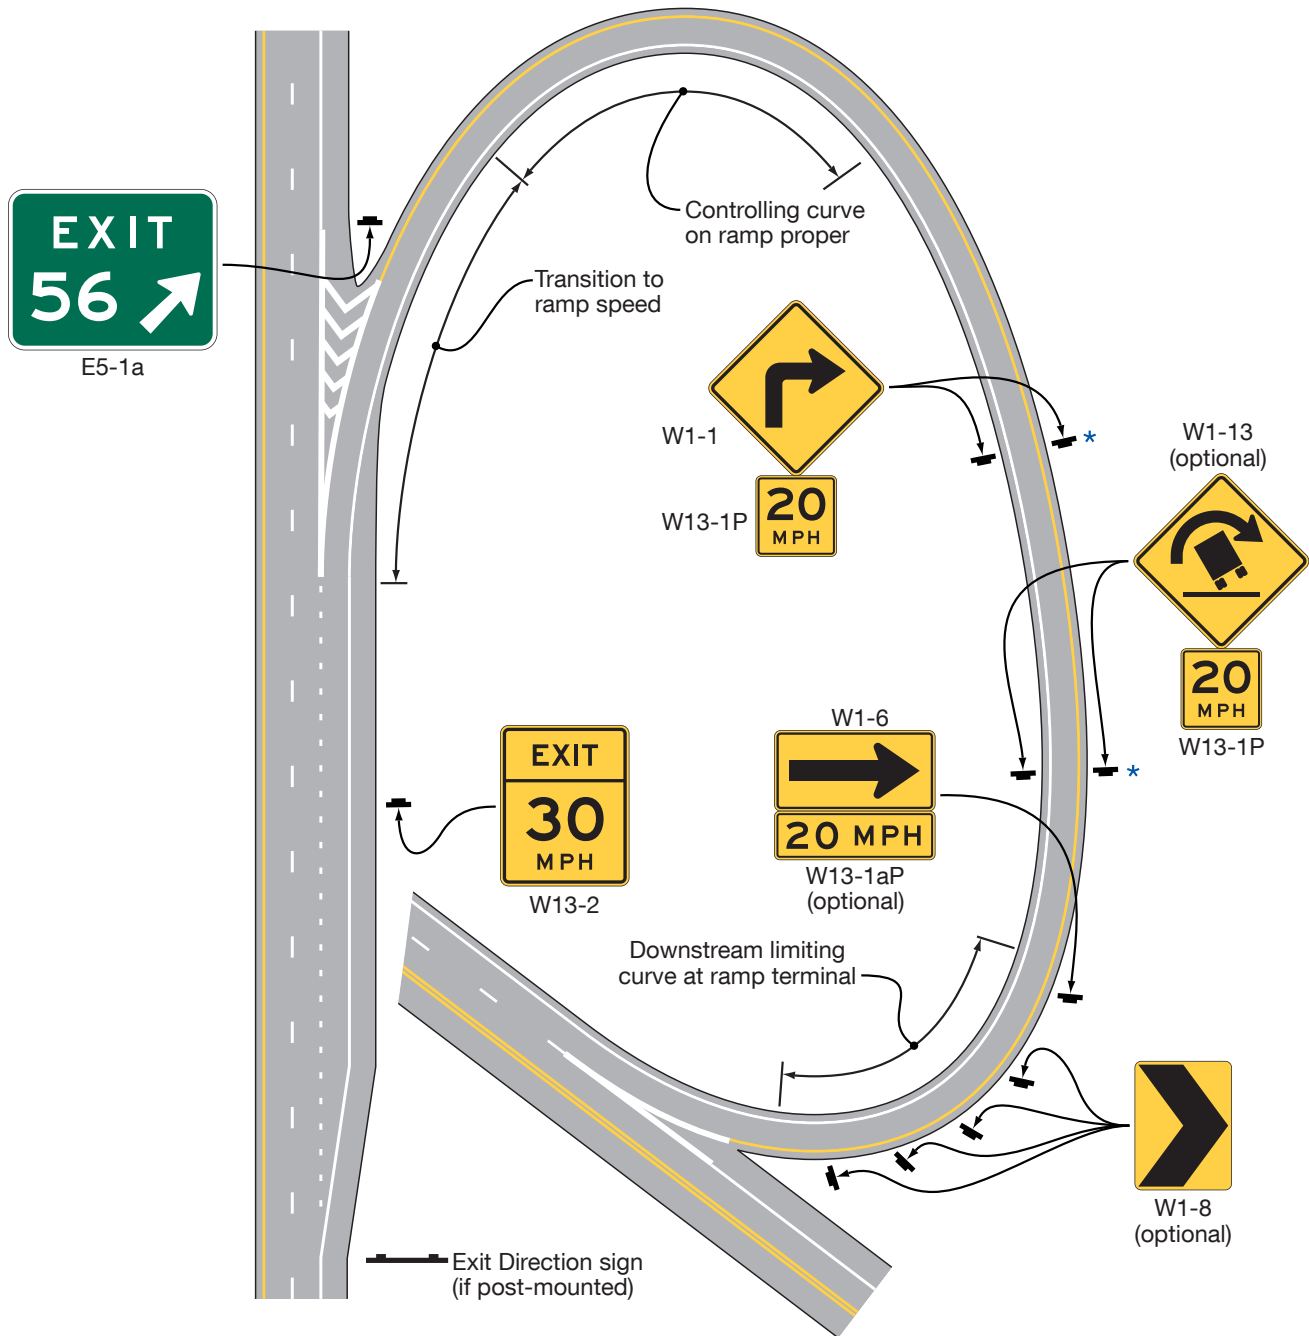 EXIT
56
E5-1a
Controlling curve
on ramp proper
Transition to
ramp speed
W1-1
W13-1P
20
MPH
*
W1-13
(optional)
20
MPH
W13-1P
*
EXIT
30
MPH
W13-2
W1-6
20 MPH
W13-1aP
(optional)
Downstream limiting
curve at ramp terminal
W1-8
(optional)
Exit Direction sign
(if post-mounted)